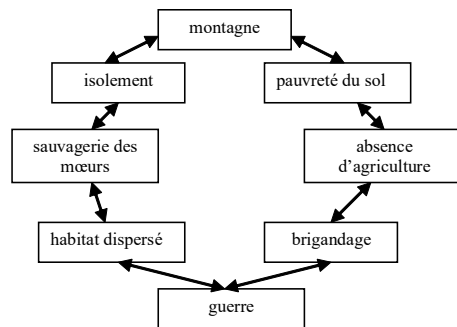 montagne
isolement
pauvreté du sol
sauvagerie des
mœurs
absence
d'agriculture
habitat dispersé
brigandage
guerre